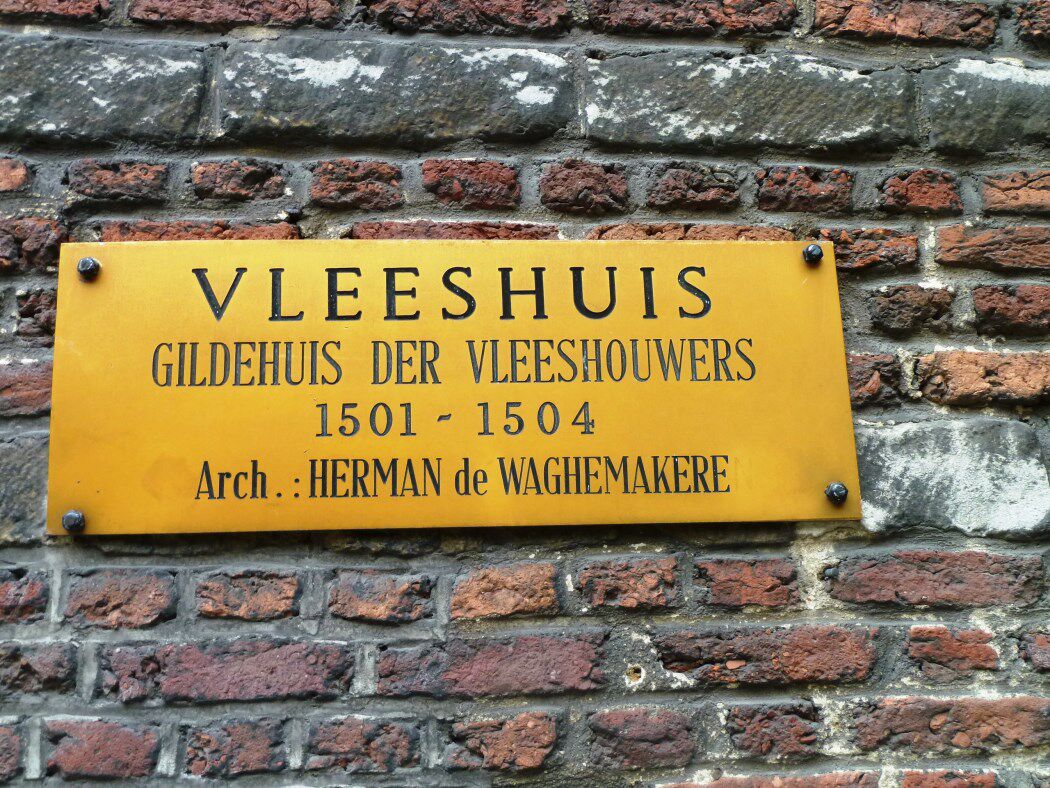 VLEESHUIS
GILDEHUIS DER VLEESHOUWERS
1501 - 1504
Arch.: HERMAN de WAGHEMAKERE